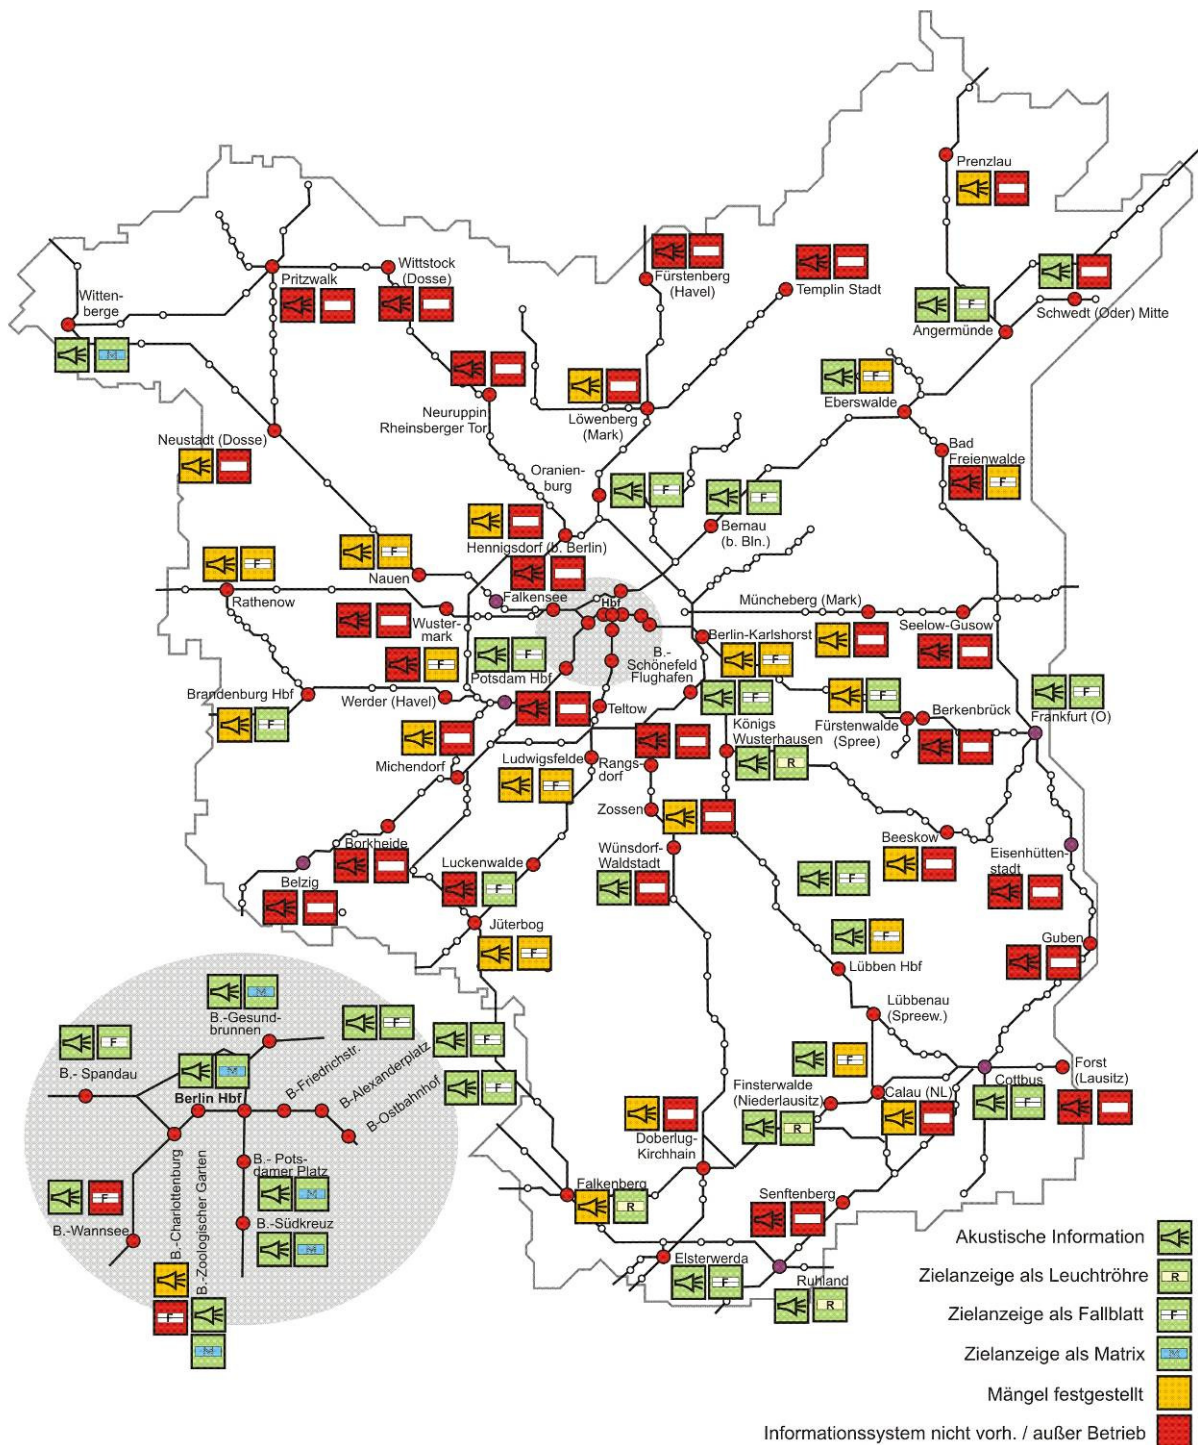 Prenzlau
Wittstock
(Dosse)
Pritzwalk
Fürstenberg
(Havel)
Templin Stadt
Witten-
berge
Angermünde
Schwedt (Oder) Mitte
Neuruppin
Rheinsberger Tor
Löwenberg
(Mark)
Eberswalde
F
F
M
Neustadt (Dosse)
Bad
Freienwalde
F
Oranien-
burg
F
F
Bernau
(b. Bln.)
Hennigsdorf (b. Berlin)
F
Nauen
F
Rathenow
Falkensee
Hbf
Wuster-
mark
Müncheberg (Mark)
Seelow-Gusow
Berlin-Karlshorst
F
F
Potsdam Hbf
F
B.-
Schönefeld
Flughafen
F
Brandenburg Hbf
F
Werder (Havel)
Teltow
Königs
Wusterhausen
R
Fürstenwalde
(Spree)
F
Berkenbrück
Frankfurt (O)
F
Michendorf
Ludwigsfelde
F
Rangs-
dorf
Zossen
Borkheide
Belzig
Luckenwalde
F
Wünsdorf-
Waldstadt
Beeskow
Eisenhütten-
stadt
F
Jüterbog
F
F
Lübben Hbf
Guben
Lübbenau
(Spreew.)
F
M
B.-Gesund-
brunnen
F
B.- Spandau
F
B-Friedrichstr.
B-Alexanderplatz
F
B-Ostbahnhof
F
M
Berlin Hbf
Finsterwalde
(Niederlausitz)
R
Calau (NL)
Cottbus
F
Forst
(Lausitz)
Doberlug-
Kirchhain
B.- Pots-
damer Platz
M
B.-Südkreuz
M
F
B.-Wannsee
B.-Charlottenburg
B.-Zoologischer Garten
F
M
Falkenberg
R
Senftenberg
Elsterwerda
F
Ruhland
R
Akustische Information
Zielanzeige als Leuchtröhre
R
Zielanzeige als Fallblatt
F
Zielanzeige als Matrix
M
Mängel festgestellt
Informationssystem nicht vorh. / außer Betrieb